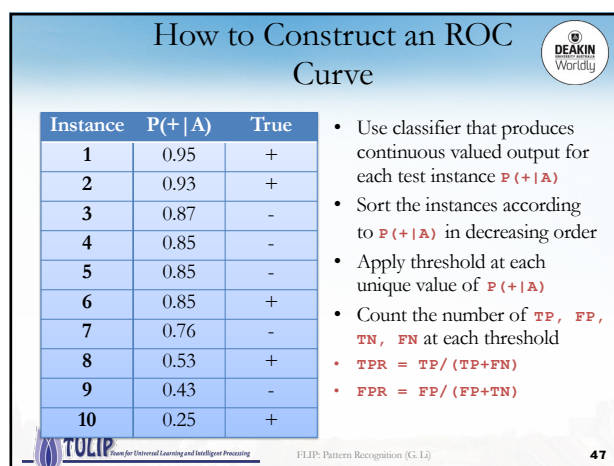 How to Construct an ROC
Curve
DEAKIN
UNIVERSITY AUSTRALIA
Worldly
Instance P(+|A) True
1 0.95 +
2 0.93 +
3 0.87 -
4 0.85 -
5 0.85 -
6 0.85 +
7 0.76 -
8 0.53 +
9 0.43 -
10 0.25 +
• Use classifier that produces
continuous valued output for
each test instance P(+|A)
• Sort the instances according
to P(+|A) in decreasing order
• Apply threshold at each
unique value of P(+|A)
• Count the number of TP, FP,
TN, FN at each threshold
• TPR = TP/(TP+FN)
• FPR = FP/(FP+TN)
TULIP Team for Universal Learning and Intelligent Processing
FLIP: Pattern Recognition (G. Li)
47